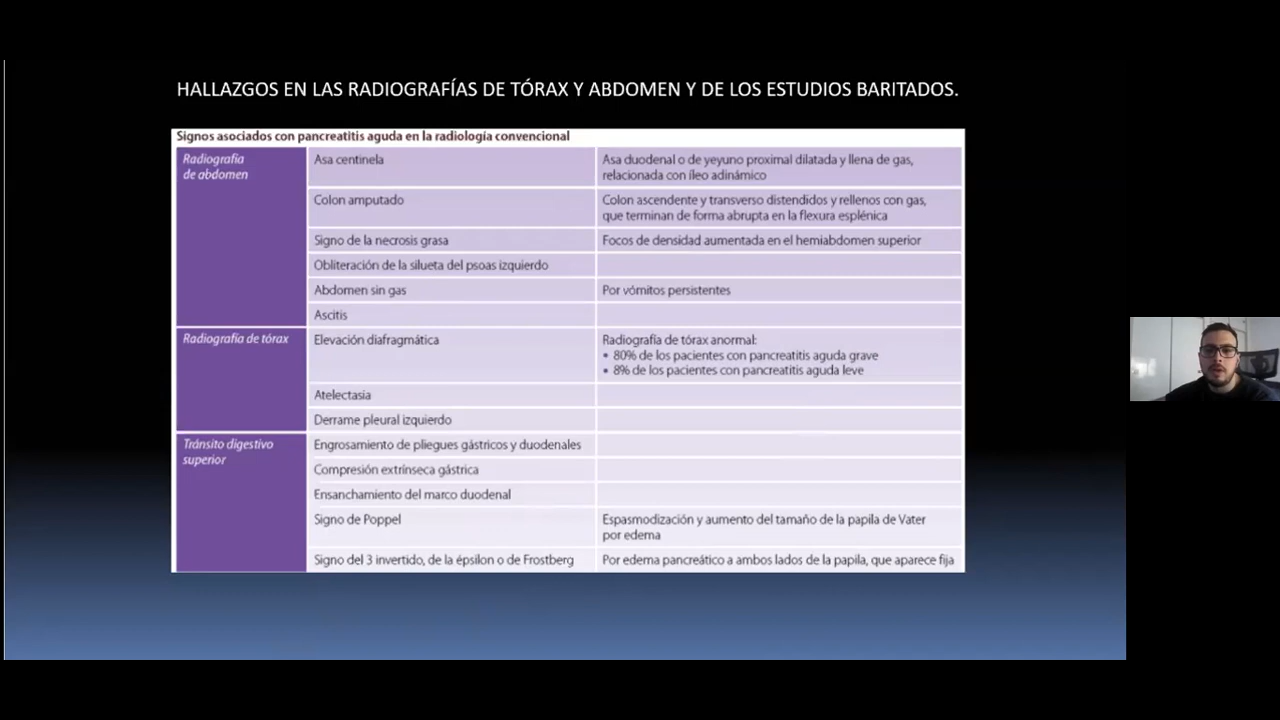 HALLAZGOS EN LAS RADIOGRAFÍAS DE TÓRAX Y ABDOMEN Y DE LOS ESTUDIOS BARITADOS.
Signos asociados con pancreatitis aguda en la radiología convencional
Radiografía
de abdomen
Asa centinela
Asa duodenal o de yeyuno proximal dilatada y llena de gas,
relacionada con íleo adinámico
Colon amputado
Colon ascendente y transverso distendidos y rellenos con gas,
que terminan de forma abrupta en la flexura esplénica
Signo de la necrosis grasa
Focos de densidad aumentada en el hemiabdomen superior
Obliteración de la silueta del psoas izquierdo
Abdomen sin gas
Por vómitos persistentes
Ascitis
Radiografía de tórax
Elevación diafragmática
Radiografía de tórax anormal:
• 80% de los pacientes con pancreatitis aguda grave
• 8% de los pacientes con pancreatitis aguda leve
Atelectasia
Derrame pleural izquierdo
Tránsito digestivo
superior
Engrosamiento de pliegues gástricos y duodenales
Compresión extrínseca gástrica
Ensanchamiento del marco duodenal
Signo de Poppel
Espasmodización y aumento del tamaño de la papila de Vater
por edema
Signo del 3 invertido, de la épsilon o de Frostberg
Por edema pancreático a ambos lados de la papila, que aparece fija